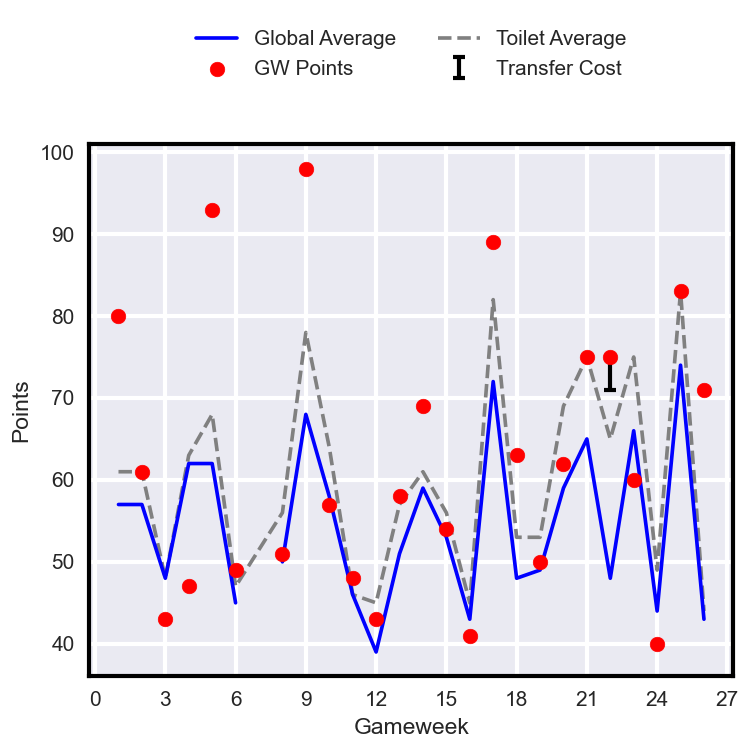 Global Average
GW Points
Toilet Average
Transfer Cost
100
90
80
70
60
50
40
Points
0 3 6 9 12 15 18 21 24 27
Gameweek